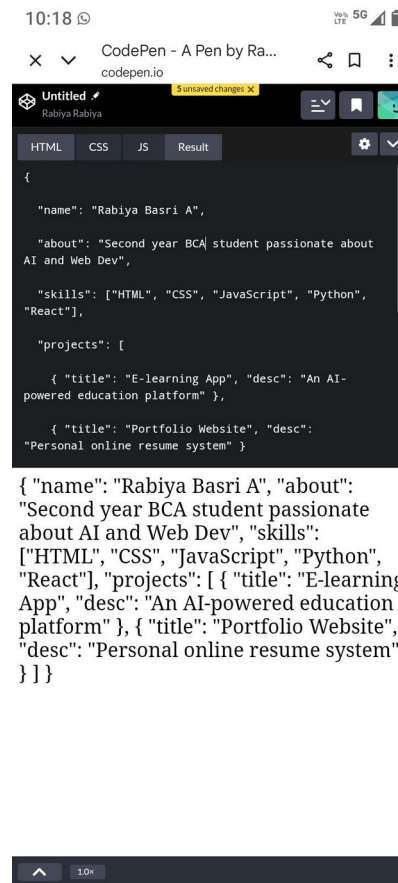 10:18
Vo)) LTE 5G
CodePen - A Pen by Ra...
codepen.io
5 unsaved changes X
Untitled
Rabiya Rabiya
HTML CSS JS Result
{
"name": "Rabiya Basri A",
"about": "Second year BCA student passionate about
AI and Web Dev",
"skills": ["HTML", "CSS", "JavaScript", "Python",
"React"],
"projects": [
{ "title": "E-learning App", "desc": "An AI-
powered education platform" },
{ "title": "Portfolio Website", "desc":
"Personal online resume system" }
{ "name": "Rabiya Basri A", "about":
"Second year BCA student passionate
about AI and Web Dev", "skills":
["HTML", "CSS", "JavaScript", "Python",
"React"], "projects": [ { "title": "E-learning
App", "desc": "An AI-powered education
platform" }, { "title": "Portfolio Website",
"desc": "Personal online resume system"
} ] }
1.0×